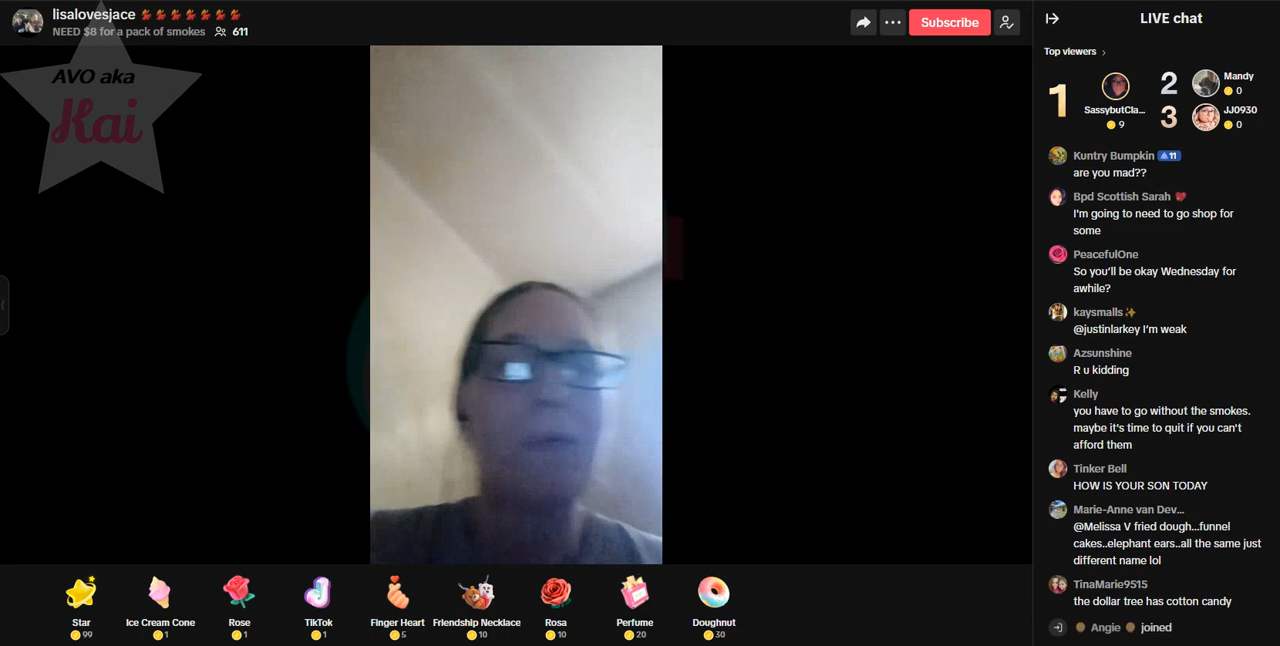 lisalovesjace
NEED $8 for a pack of smokes 611
Subscribe
AVO aka
Kai
LIVE chat
Top viewers
1
SassybutCla...
9
2
Mandy
0
3
JJ0930
0
Kuntry Bumpkin 11
are you mad??
Bpd Scottish Sarah
I'm going to need to go shop for
some
PeacefulOne
So you'll be okay Wednesday for
awhile?
kaysmalls
@justinlarkey I'm weak
Azsunshine
R u kidding
Kelly
you have to go without the smokes.
maybe it's time to quit if you can't
afford them
Tinker Bell
HOW IS YOUR SON TODAY
Marie-Anne van Dev...
@Melissa V fried dough...funnel
cakes..elephant ears..all the same just
different name lol
TinaMarie9515
the dollar tree has cotton candy
Angie joined
Star
99
Ice Cream Cone
1
Rose
1
TikTok
1
Finger Heart
5
Friendship Necklace
10
Rosa
10
Perfume
20
Doughnut
30